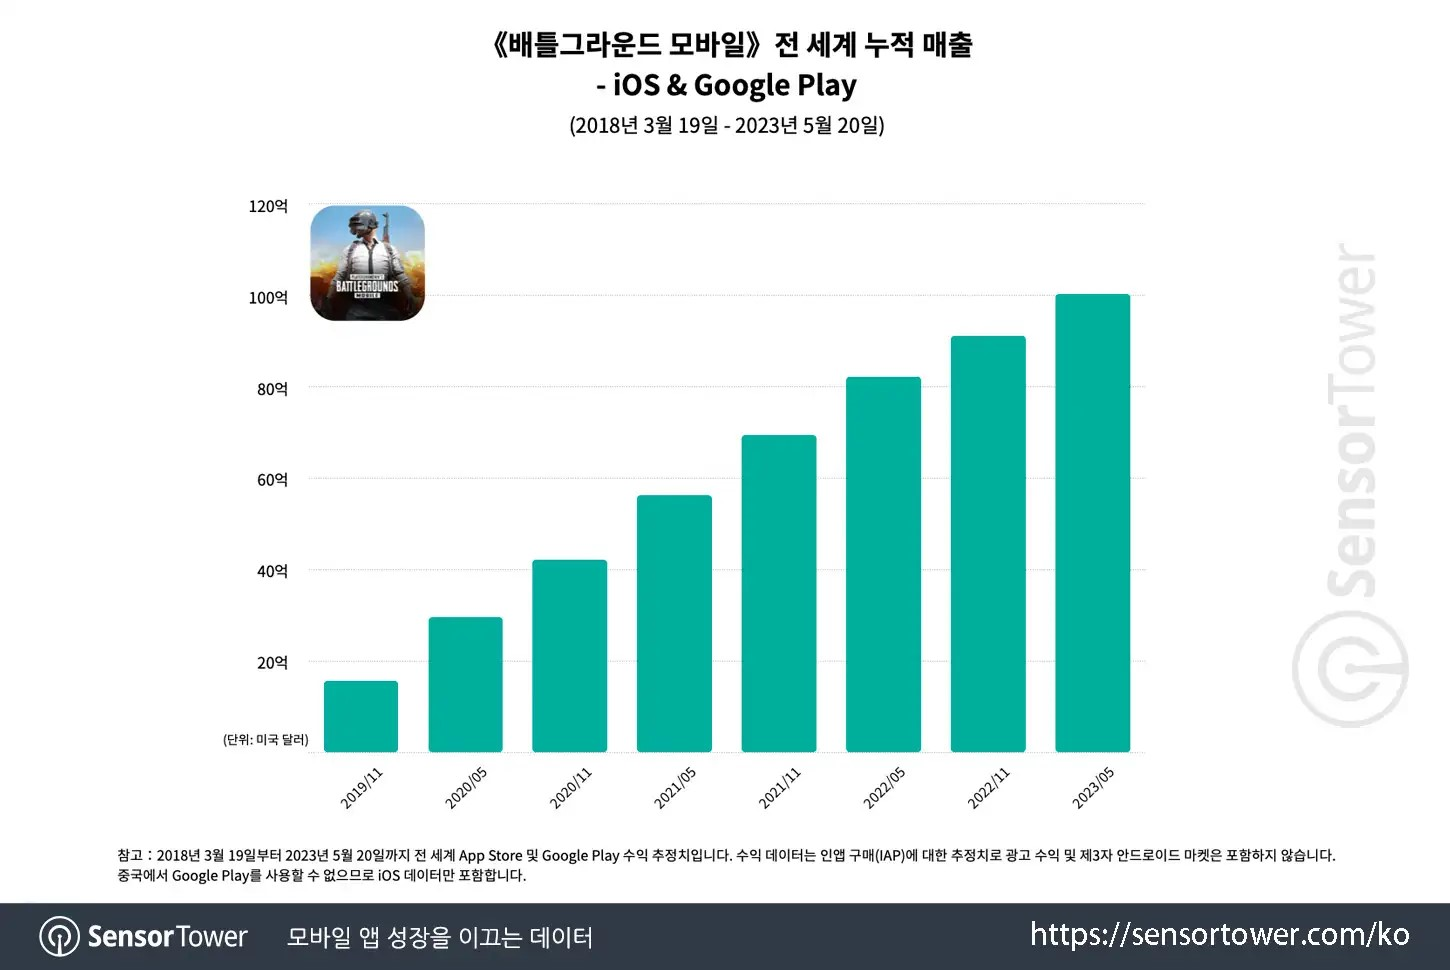 《배틀그라운드 모바일》 전 세계 누적 매출
- iOS & Google Play
(2018년 3월 19일 - 2023년 5월 20일)
120억
100억
80억
60억
40억
20억
(단위: 미국 달러)
BATTLEGROUNDS
MOBILE
2019/11
2020/05
2020/11
2021/05
2021/11
2022/05
2022/11
2023/05
SensorTower
참고 : 2018년 3월 19일부터 2023년 5월 20일까지 전 세계 App Store 및 Google Play 수익 추정치입니다. 수익 데이터는 인앱 구매(IAP)에 대한 추정치로 광고 수익 및 제3자 안드로이드 마켓은 포함하지 않습니다.
중국에서 Google Play를 사용할 수 없으므로 iOS 데이터만 포함합니다.
SensorTower
모바일 앱 성장을 이끄는 데이터
https://sensortower.com/ko